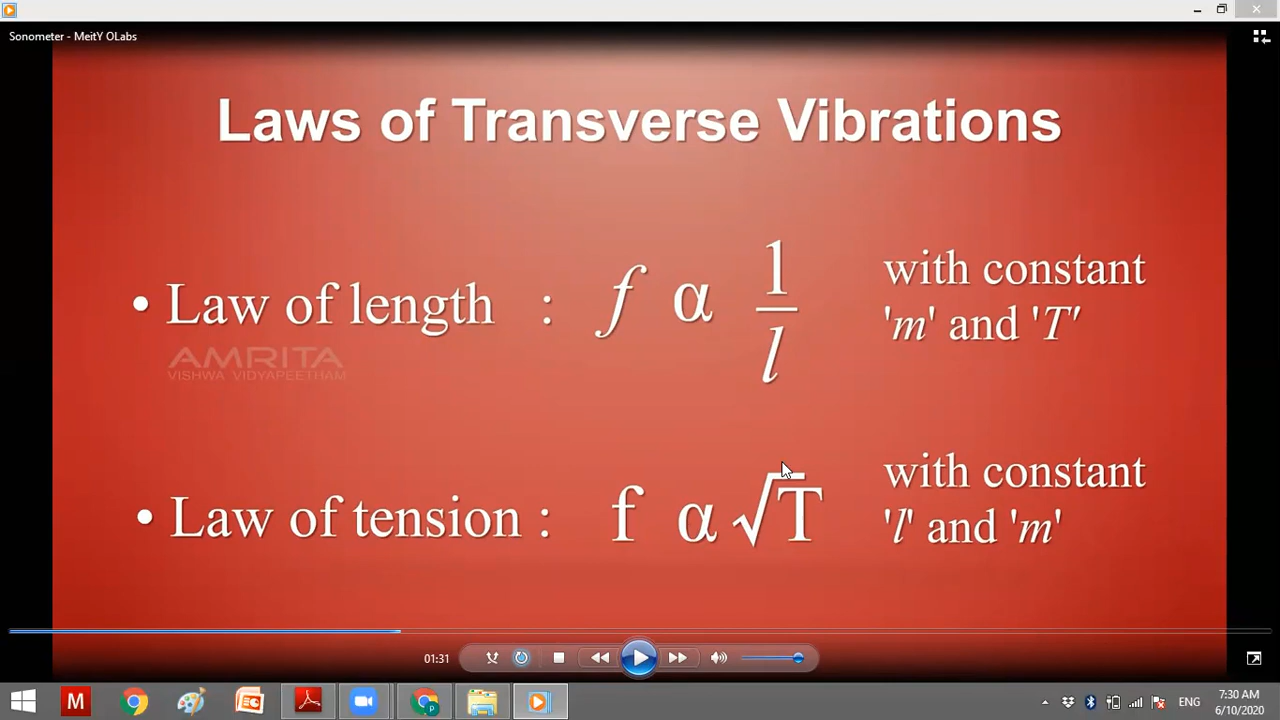 Sonometer - MeitY OLabs
Laws of Transverse Vibrations
• Law of length : f α 1/l with constant 'm' and 'T'
AMRITA
VISHWA VIDYAPEETHAM
• Law of tension : f α √T with constant 'l' and 'm'
01:31
M
P
ENG
7:30 AM
6/10/2020